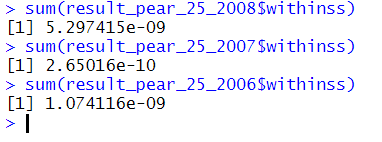 > sum(result_pear_25_2008$withinss)
[1] 5.297415e-09
> sum(result_pear_25_2007$withinss)
[1] 2.65016e-10
> sum(result_pear_25_2006$withinss)
[1] 1.074116e-09
>